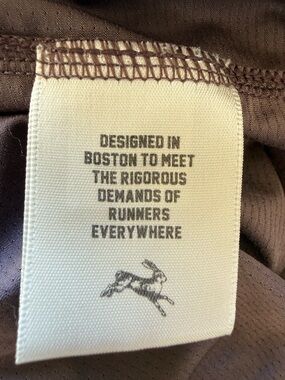 DESIGNED IN
BOSTON TO MEET
THE RIGOROUS
DEMANDS OF
RUNNERS
EVERYWHERE